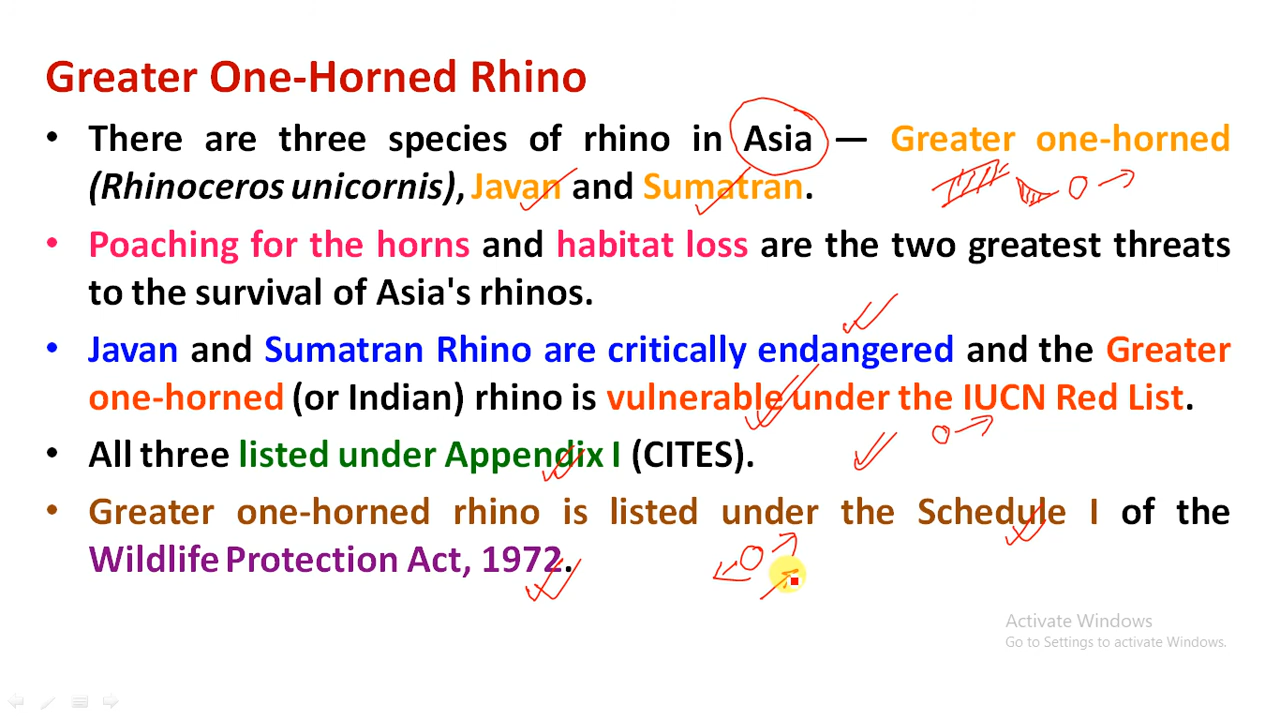 Greater One-Horned Rhino
• There are three species of rhino in Asia — Greater one-horned
(Rhinoceros unicornis), Javan and Sumatran.
• Poaching for the horns and habitat loss are the two greatest threats
to the survival of Asia's rhinos.
• Javan and Sumatran Rhino are critically endangered and the Greater
one-horned (or Indian) rhino is vulnerable under the IUCN Red List.
• All three listed under Appendix I (CITES).
• Greater one-horned rhino is listed under the Schedule I of the
Wildlife Protection Act, 1972.
Activate Windows
Go to Settings to activate Windows.